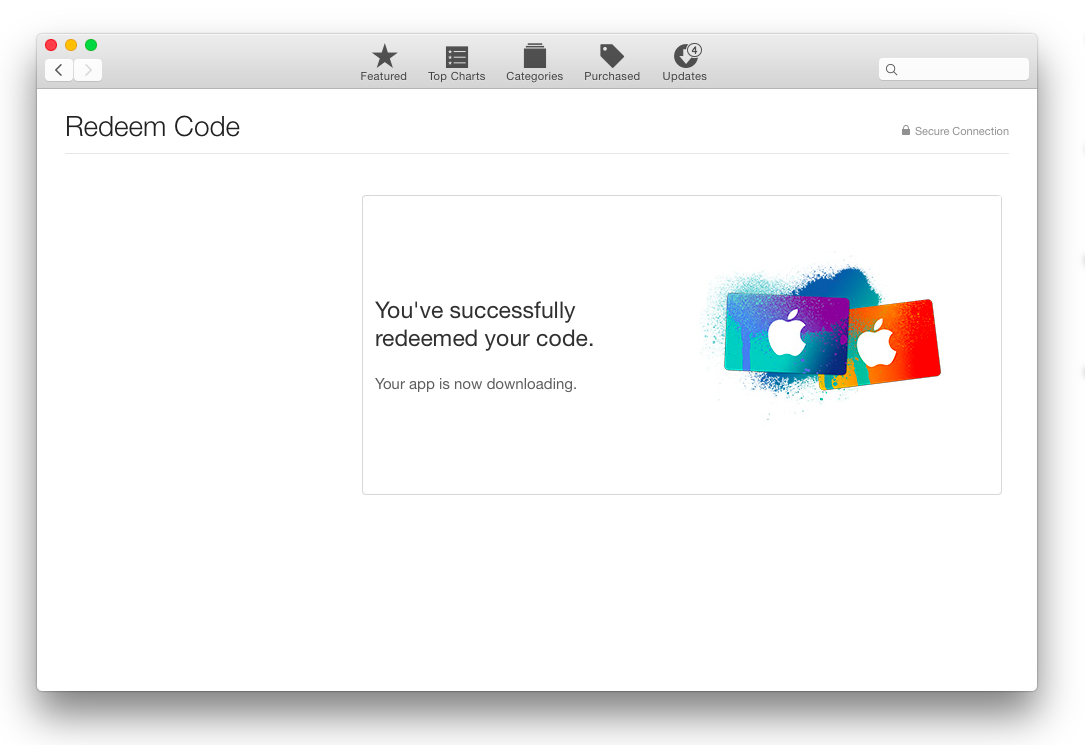 4
Featured Top Charts Categories Purchased Updates
Redeem Code
Secure Connection
You've successfully
redeemed your code.
Your app is now downloading.